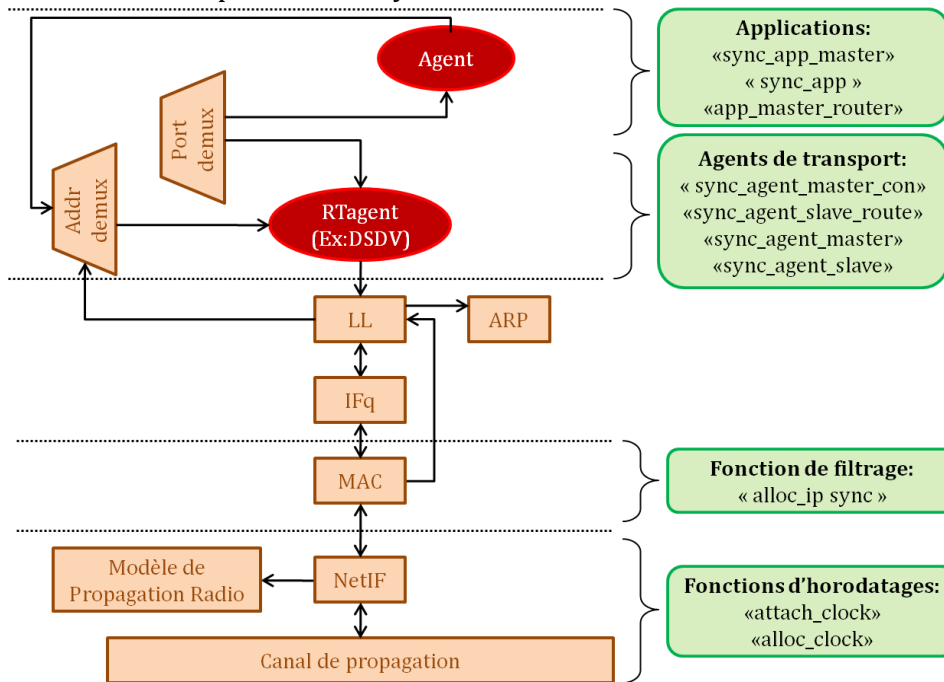 Agent
Port
demux
Addr
demux
RTagent
(Ex:DSDV)
LL
ARP
IFq
MAC
NetIF
Modèle de
Propagation Radio
Canal de propagation
Applications:
«sync_app_master»
« sync_app »
«app_master_router»
Agents de transport:
« sync_agent_master_con»
«sync_agent_slave_route»
«sync_agent_master»
«sync_agent_slave»
Fonction de filtrage:
« alloc_ip sync »
Fonctions d'horodatages:
«attach_clock»
«alloc_clock»